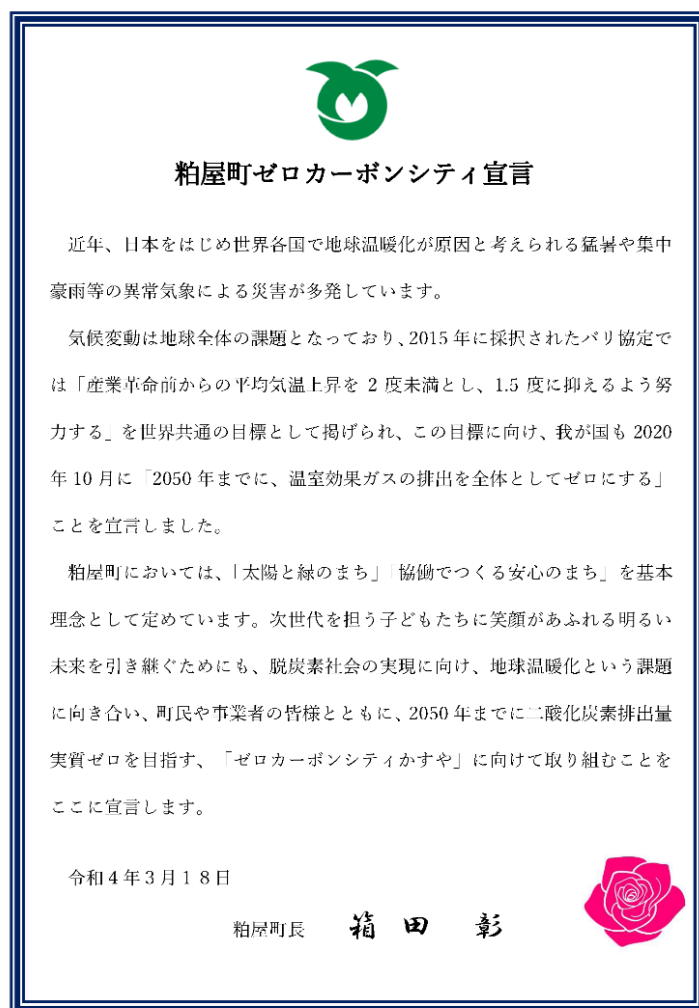 粕屋町ゼロカーボンシティ宣言
近年、日本をはじめ世界各国で地球温暖化が原因と考えられる猛暑や集中
豪雨等の異常気象による災害が多発しています。
気候変動は地球全体の課題となっており、2015 年に採択されたパリ協定で
は「産業革命前からの平均気温上昇を 2 度未満とし、1.5 度に抑えるよう努
力する」を世界共通の目標として掲げられ、この目標に向け、我が国も 2020
年 10 月に「2050 年までに、温室効果ガスの排出を全体としてゼロにする」
ことを宣言しました。
粕屋町においては、「太陽と緑のまち」「協働でつくる安心のまち」を基本
理念として定めています。次世代を担う子どもたちに笑顔があふれる明るい
未来を引き継ぐためにも、脱炭素社会の実現に向け、地球温暖化という課題
に向き合い、町民や事業者の皆様とともに、2050 年までに二酸化炭素排出量
実質ゼロを目指す、「ゼロカーボンシティかすや」に向けて取り組むことを
ここに宣言します。
令和４年３月１８日
粕屋町長 箱田 彰